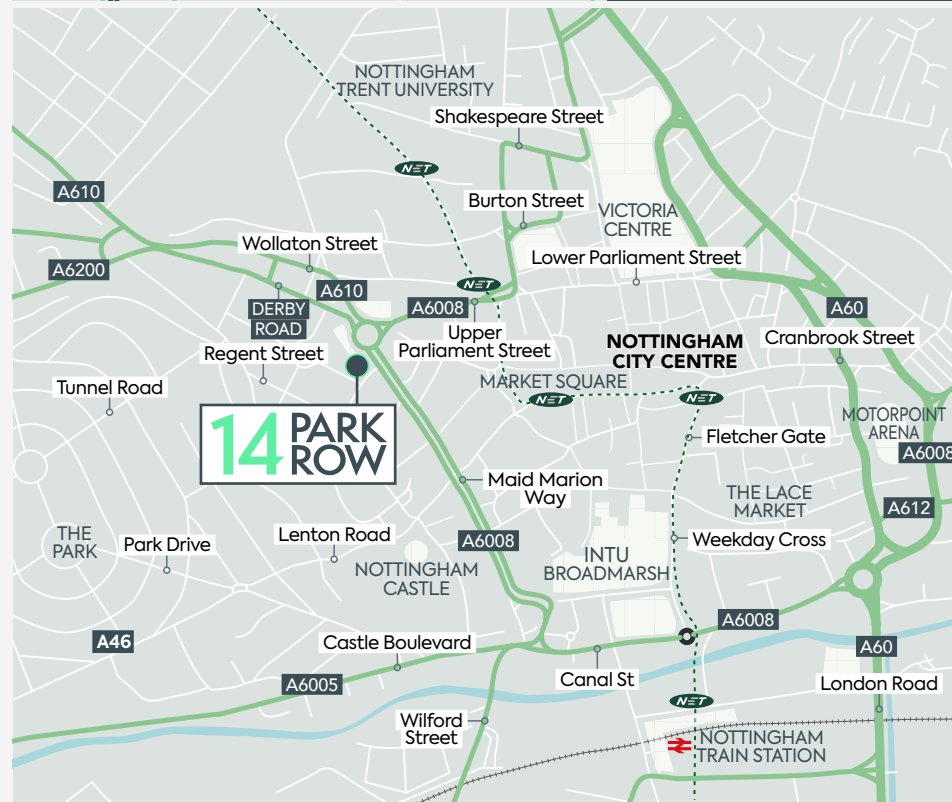 NOTTINGHAM
TRENT UNIVERSITY
Shakespeare Street
NET
A610
Burton Street
VICTORIA
CENTRE
Wollaton Street
Lower Parliament Street
A6200
NET
A610
DERBY
ROAD
A6008
A60
Upper
Parliament Street
NOTTINGHAM
CITY CENTRE
Cranbrook Street
Regent Street
MARKET SQUARE
Tunnel Road
NET
NET
MOTORPOINT
ARENA
14 PARK
ROW
Fletcher Gate
A6008
Maid Marion
Way
THE LACE
MARKET
A612
THE
PARK
Park Drive
Lenton Road
A6008
Weekday Cross
NOTTINGHAM
CASTLE
INTU
BROADMARSH
A6008
A46
Castle Boulevard
A60
Canal St
London Road
A6005
NET
Wilford
Street
NOTTINGHAM
TRAIN STATION